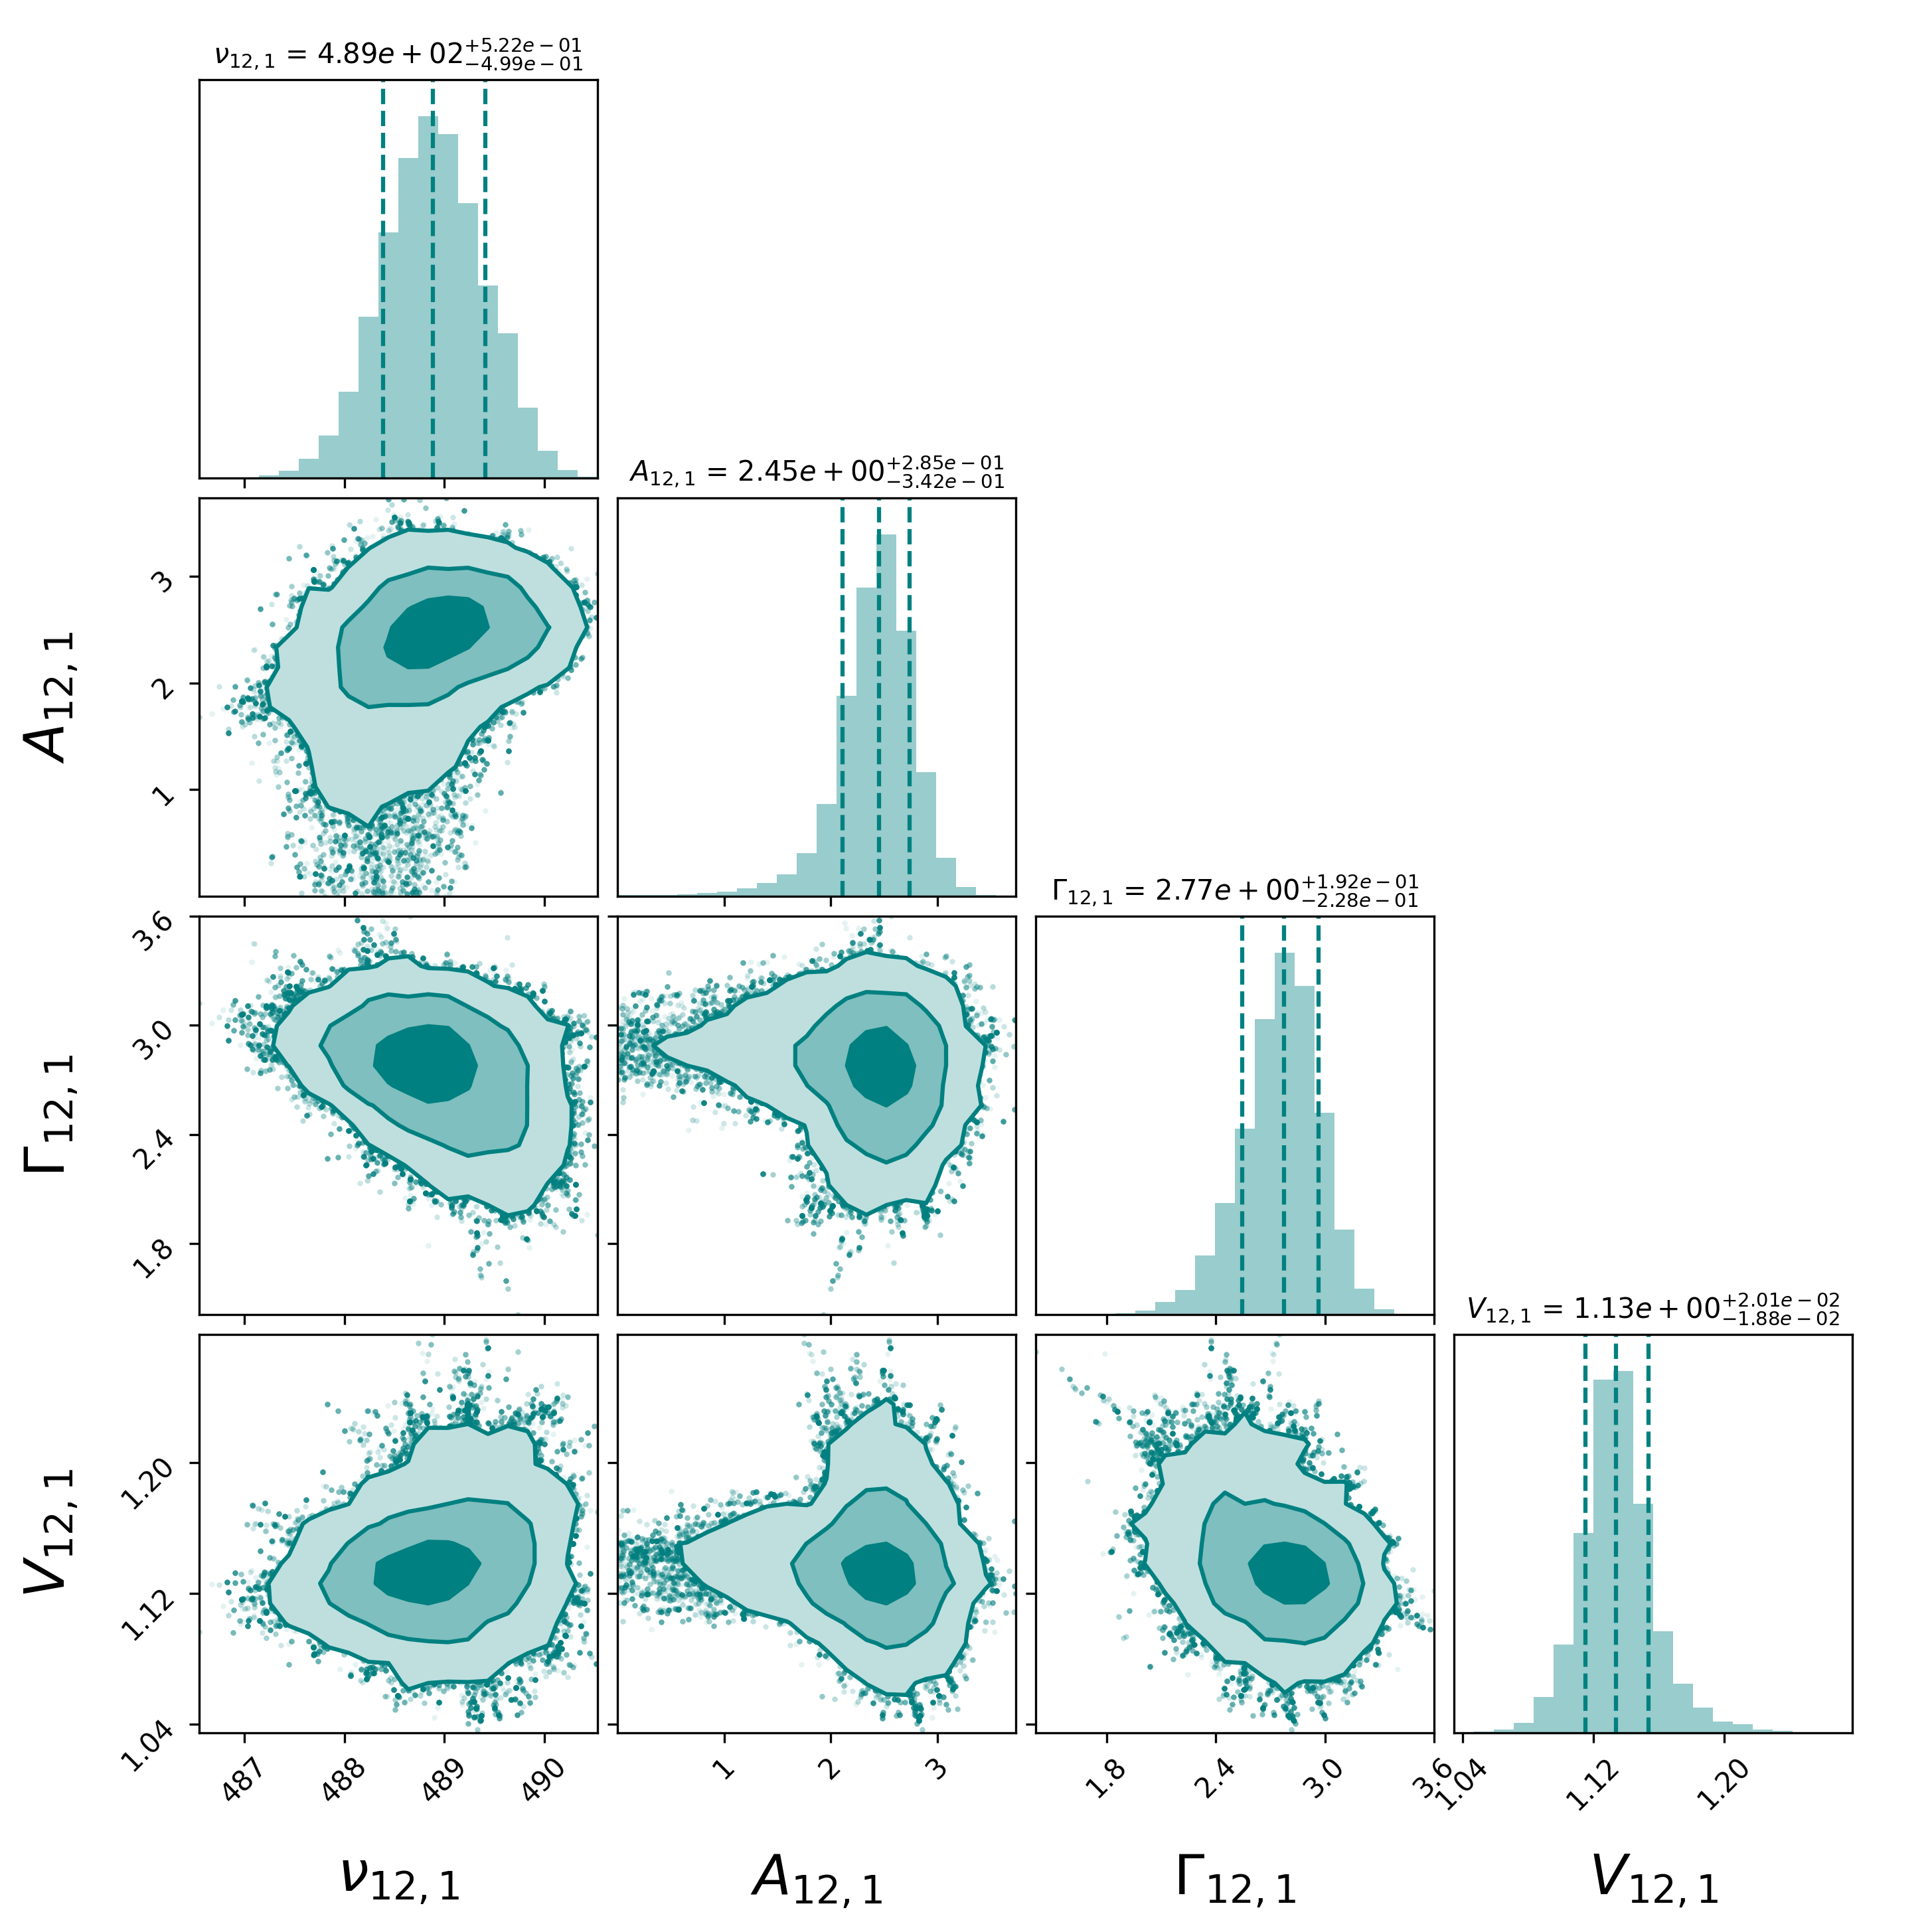 ν₁₂,₁ = 4.89e + 02 +5.22e − 01 −4.99e − 01
A₁₂,₁ = 2.45e + 00 +2.85e − 01 −3.42e − 01
3
2
1
A₁₂,₁
Γ₁₂,₁ = 2.77e + 00 +1.92e − 01 −2.28e − 01
3.6
3.0
2.4
1.8
Γ₁₂,₁
V₁₂,₁ = 1.13e + 00 +2.01e − 02 −1.88e − 02
1.20
1.12
1.04
V₁₂,₁
487 488 489 490 1 2 3 1.8 2.4 3.0 3.6 1.04 1.12 1.20
ν₁₂,₁ A₁₂,₁ Γ₁₂,₁ V₁₂,₁